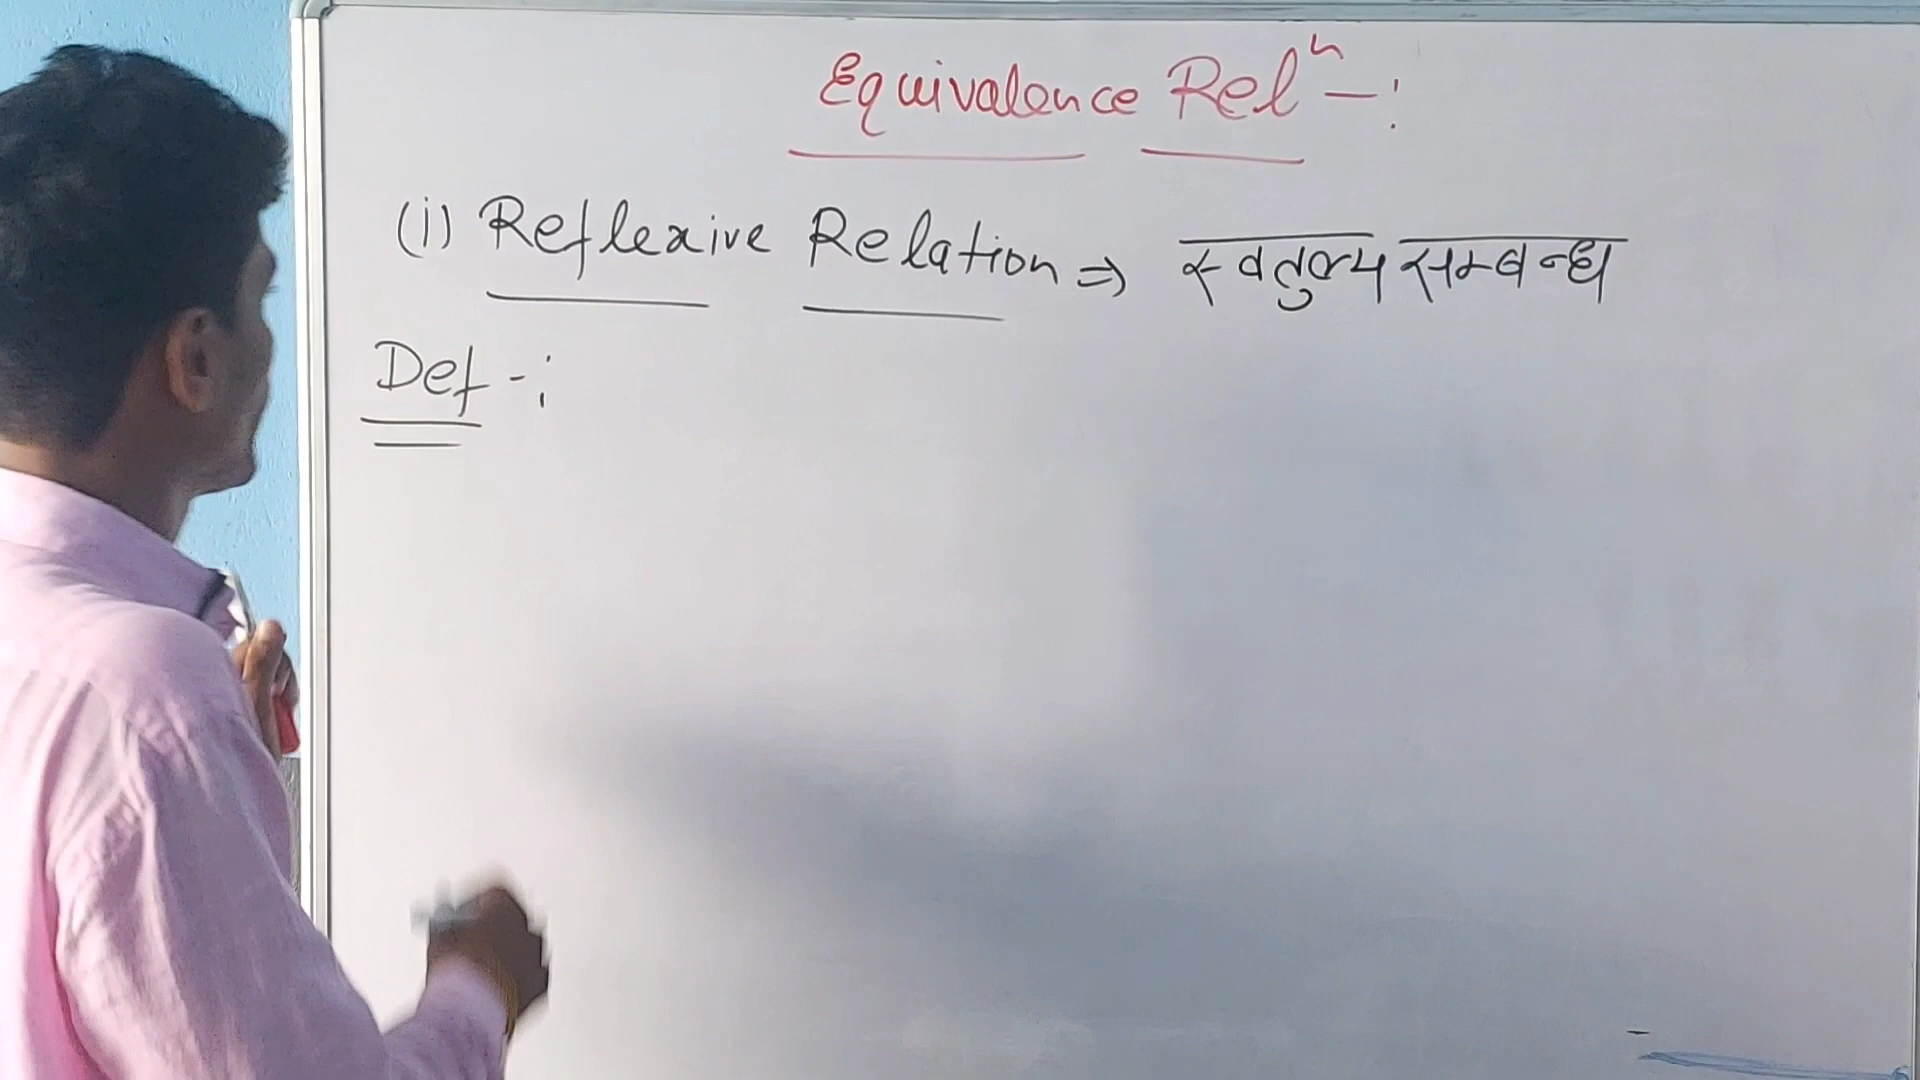 Equivalence Relⁿ -:
(i) Reflexive Relation ⇒ स्वतुल्य सम्बन्ध
Def -: